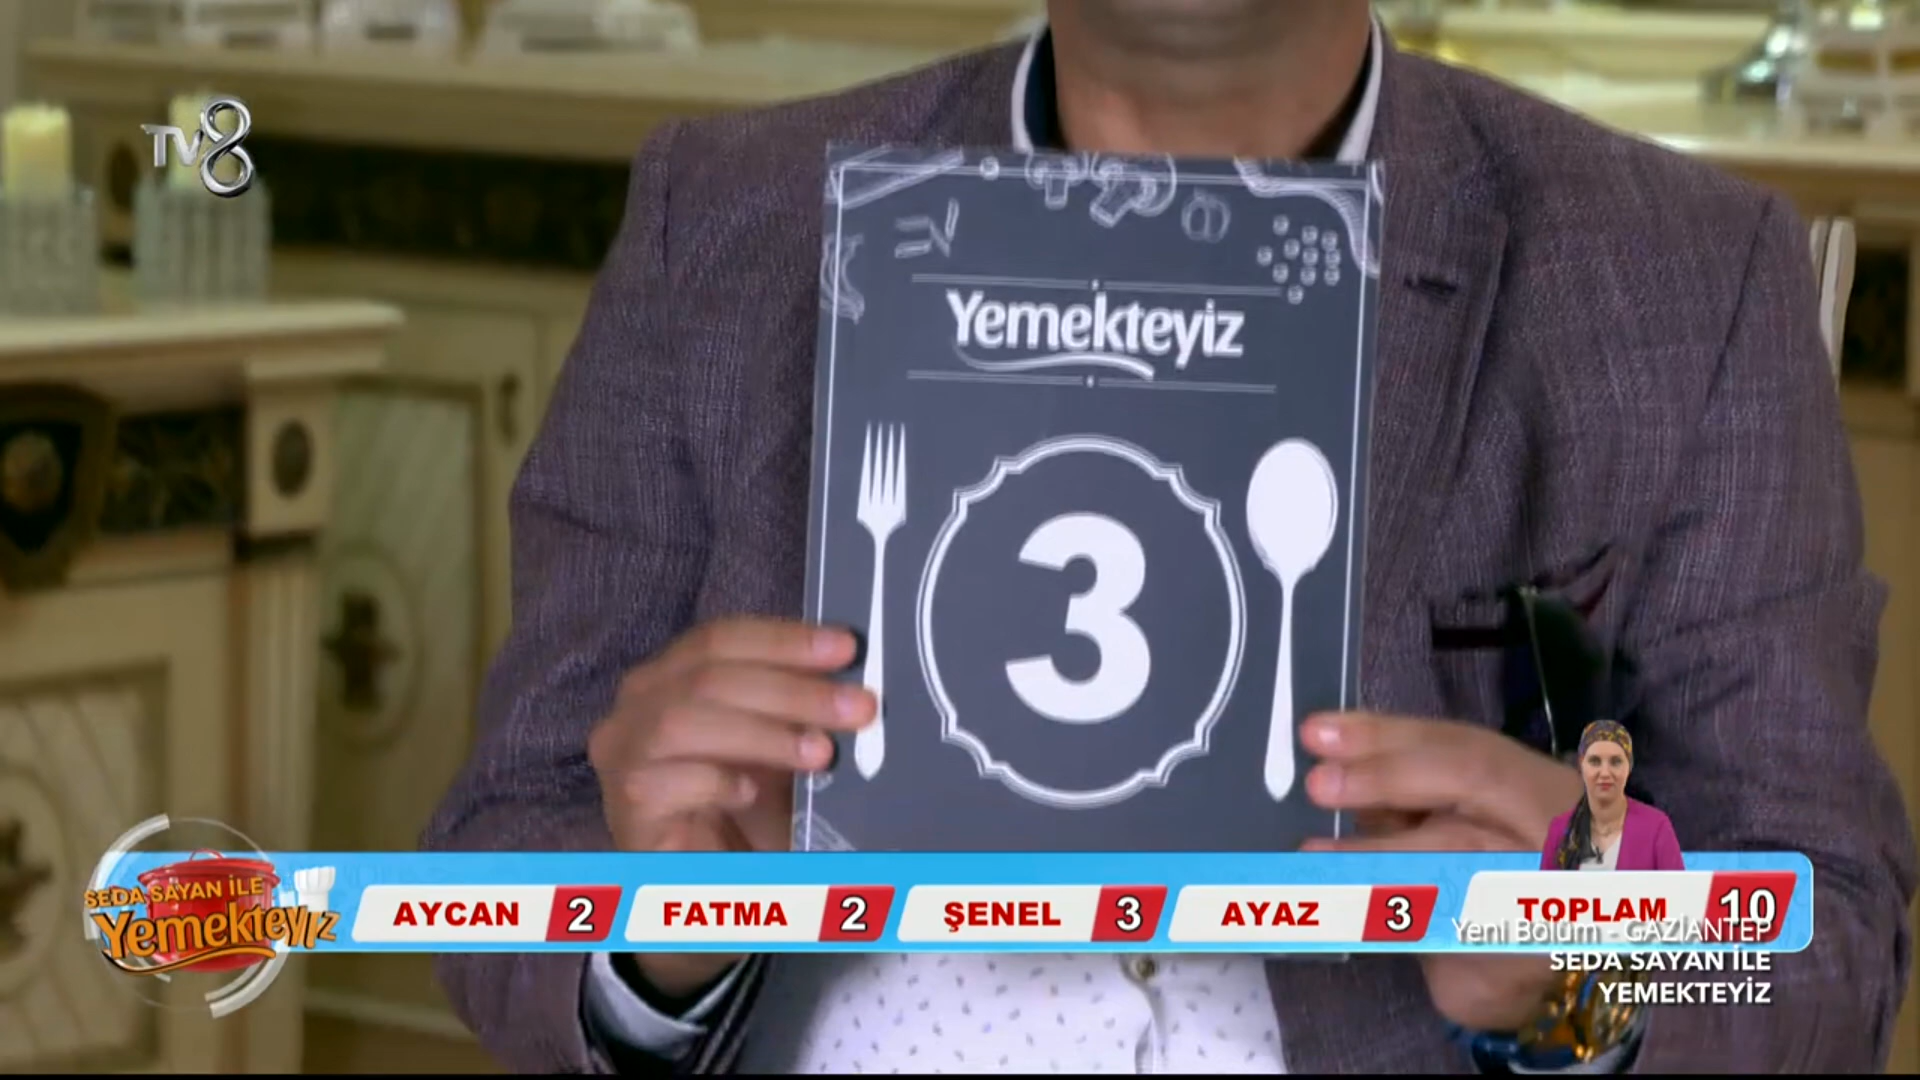 TV8
Yemekteyiz
3
SEDA SAYAN İLE
Yemekteyiz
AYCAN 2 FATMA 2 ŞENEL 3 AYAZ 3 TOPLAM 10
Yeni Bölüm - GAZİANTEP
SEDA SAYAN İLE
YEMEKTEYİZ